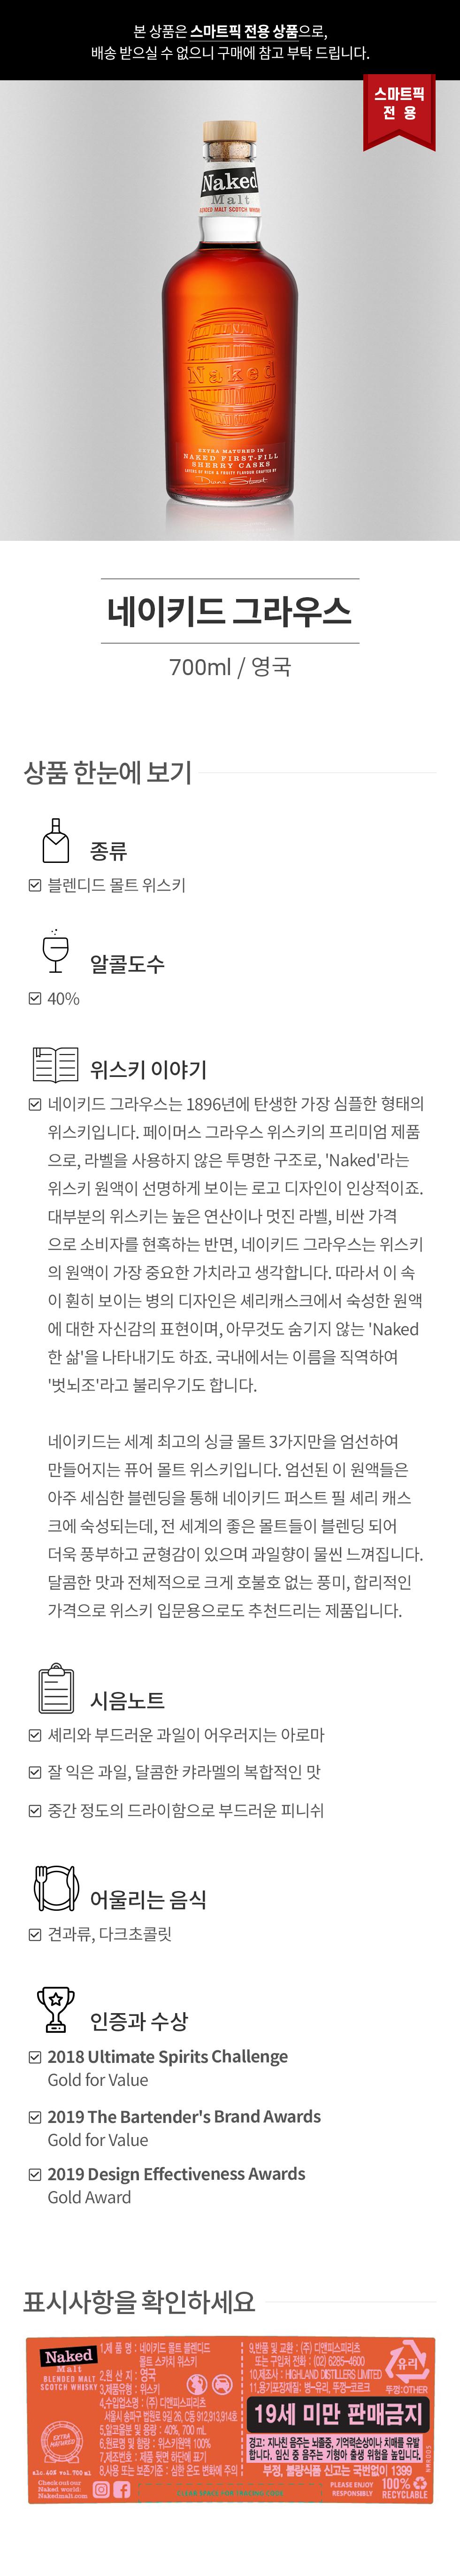 본 상품은 스마트픽 전용 상품으로,
배송 받으실 수 없으니 구매에 참고 부탁 드립니다.
스마트픽
전 용
Naked
Malt
BLENDED MALT SCOTCH WHISKY
Naked
EXTRA MATURED IN
NAKED FIRST-FILL
SHERRY CASKS
LAYERS OF RICH & FRUITY FLAVOUR CRAFTED BY
네이키드 그라우스
700ml / 영국
상품 한눈에 보기
종류
블렌디드 몰트 위스키
알콜도수
40%
위스키 이야기
네이키드 그라우스는 1896년에 탄생한 가장 심플한 형태의
위스키입니다. 페이머스 그라우스 위스키의 프리미엄 제품
으로, 라벨을 사용하지 않은 투명한 구조로, 'Naked'라는
위스키 원액이 선명하게 보이는 로고 디자인이 인상적이죠.
대부분의 위스키는 높은 연산이나 멋진 라벨, 비싼 가격
으로 소비자를 현혹하는 반면, 네이키드 그라우스는 위스키
의 원액이 가장 중요한 가치라고 생각합니다. 따라서 이 속
이 훤히 보이는 병의 디자인은 셰리캐스크에서 숙성한 원액
에 대한 자신감의 표현이며, 아무것도 숨기지 않는 'Naked
한 삶'을 나타내기도 하죠. 국내에서는 이름을 직역하여
'벗뇌조'라고 불리우기도 합니다.
네이키드는 세계 최고의 싱글 몰트 3가지만을 엄선하여
만들어지는 퓨어 몰트 위스키입니다. 엄선된 이 원액들은
아주 세심한 블렌딩을 통해 네이키드 퍼스트 필 셰리 캐스
크에 숙성되는데, 전 세계의 좋은 몰트들이 블렌딩 되어
더욱 풍부하고 균형감이 있으며 과일향이 물씬 느껴집니다.
달콤한 맛과 전체적으로 크게 호불호 없는 풍미, 합리적인
가격으로 위스키 입문용으로도 추천드리는 제품입니다.
시음노트
셰리와 부드러운 과일이 어우러지는 아로마
잘 익은 과일, 달콤한 캬라멜의 복합적인 맛
중간 정도의 드라이함으로 부드러운 피니쉬
어울리는 음식
견과류, 다크초콜릿
인증과 수상
2018 Ultimate Spirits Challenge
Gold for Value
2019 The Bartender's Brand Awards
Gold for Value
2019 Design Effectiveness Awards
Gold Award
표시사항을 확인하세요
Naked
Malt
BLENDED MALT
SCOTCH WHISKY
EXTRA
MATURED
alc. 40% vol. 700 ml
Check out our
Naked world:
Nakedmalt.com
1.제 품 명 : 네이키드 몰트 블렌디드
몰트 스카치 위스키
2.원 산 지 : 영국
3.제품유형 : 위스키
4.수입업소명 : (주) 디앤피스피리츠
서울시 송파구 법원로 9길 26, C동 912,913,914호
5.알코올분 및 용량 : 40%, 700 mL
6.원료명 및 함량 : 위스키원액 100%
7.제조번호 : 제품 뒷면 하단에 표기
8.사용 또는 보존기준 : 심한 온도 변화에 주의
9.반품 및 교환 : (주) 디앤피스피리츠
또는 구입처 전화 : (02) 6285-4600
10.제조사 : HIGHLAND DISTILLERS LIMITED
11.용기포장재질: 병-유리, 뚜껑-코르크
유리
뚜껑:OTHER
19세 미만 판매금지
경고: 지나친 음주는 뇌졸중, 기억력손상이나 치매를 유발
합니다. 임신 중 음주는 기형아 출생 위험을 높입니다.
부정, 불량식품 신고는 국번없이 1399
PLEASE ENJOY
RESPONSIBLY
100%
RECYCLABLE